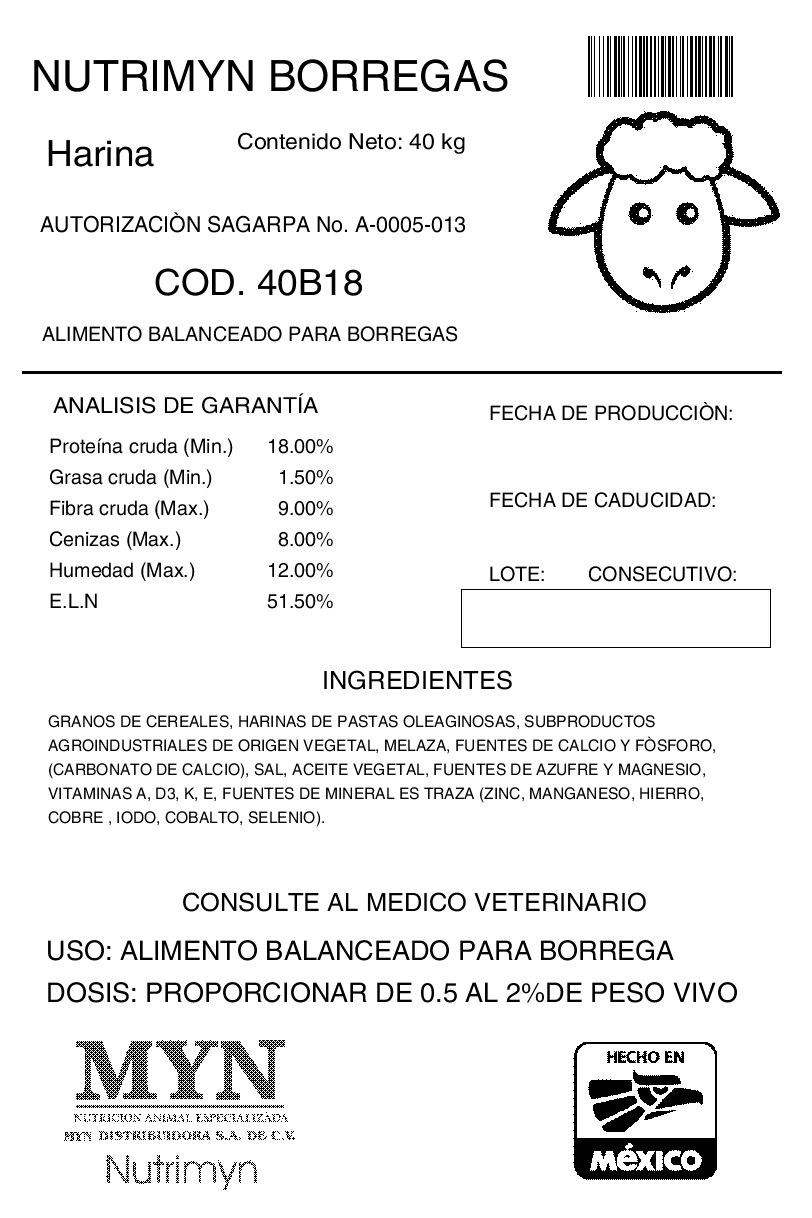 NUTRIMYN BORREGAS
Harina
Contenido Neto: 40 kg
AUTORIZACIÒN SAGARPA No. A-0005-013
COD. 40B18
ALIMENTO BALANCEADO PARA BORREGAS
ANALISIS DE GARANTÍA
Proteína cruda (Min.) 18.00%
Grasa cruda (Min.) 1.50%
Fibra cruda (Max.) 9.00%
Cenizas (Max.) 8.00%
Humedad (Max.) 12.00%
E.L.N 51.50%
FECHA DE PRODUCCIÒN:
FECHA DE CADUCIDAD:
LOTE: CONSECUTIVO:
INGREDIENTES
GRANOS DE CEREALES, HARINAS DE PASTAS OLEAGINOSAS, SUBPRODUCTOS
AGROINDUSTRIALES DE ORIGEN VEGETAL, MELAZA, FUENTES DE CALCIO Y FÒSFORO,
(CARBONATO DE CALCIO), SAL, ACEITE VEGETAL, FUENTES DE AZUFRE Y MAGNESIO,
VITAMINAS A, D3, K, E, FUENTES DE MINERAL ES TRAZA (ZINC, MANGANESO, HIERRO,
COBRE , IODO, COBALTO, SELENIO).
CONSULTE AL MEDICO VETERINARIO
USO: ALIMENTO BALANCEADO PARA BORREGA
DOSIS: PROPORCIONAR DE 0.5 AL 2%DE PESO VIVO
MYN
NUTRICION ANIMAL ESPECIALIZADA
MYN DISTRIBUIDORA S.A. DE C.V.
Nutrimyn
HECHO EN
MÉXICO